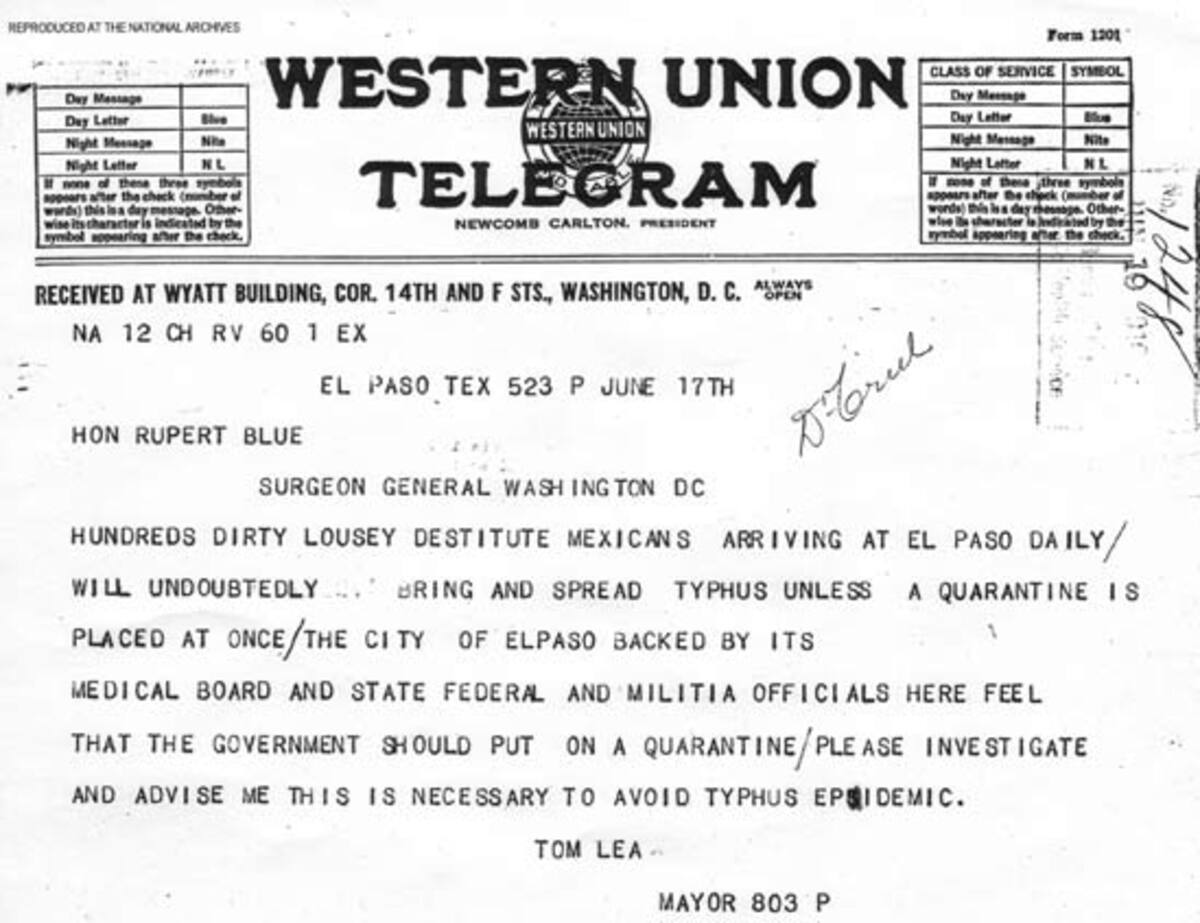 REPRODUCED AT THE NATIONAL ARCHIVES
Form 1201
Day Message
Day Letter Blue
Night Message Nite
Night Letter N L
If none of these three symbols
appears after the check (number of
words) this is a day message. Other-
wise its character is indicated by the
symbol appearing after the check.
WESTERN UNION
WESTERN UNION
TELEGRAM
NEWCOMB CARLTON, PRESIDENT
CLASS OF SERVICE SYMBOL
Day Message
Day Letter Blue
Night Message Nite
Night Letter N L
If none of these three symbols
appears after the check (number of
words) this is a day message. Other-
wise its character is indicated by the
symbol appearing after the check.
1248
RECEIVED AT WYATT BUILDING, COR. 14TH AND F STS., WASHINGTON, D. C. ALWAYS OPEN
NA 12 CH RV 60 1 EX
EL PASO TEX 523 P JUNE 17TH
HON RUPERT BLUE
SURGEON GENERAL WASHINGTON DC
HUNDREDS DIRTY LOUSEY DESTITUTE MEXICANS ARRIVING AT EL PASO DAILY/
WILL UNDOUBTEDLY BRING AND SPREAD TYPHUS UNLESS A QUARANTINE IS
PLACED AT ONCE/THE CITY OF ELPASO BACKED BY ITS
MEDICAL BOARD AND STATE FEDERAL AND MILITIA OFFICIALS HERE FEEL
THAT THE GOVERNMENT SHOULD PUT ON A QUARANTINE/PLEASE INVESTIGATE
AND ADVISE ME THIS IS NECESSARY TO AVOID TYPHUS EPIDEMIC.
TOM LEA
MAYOR 803 P